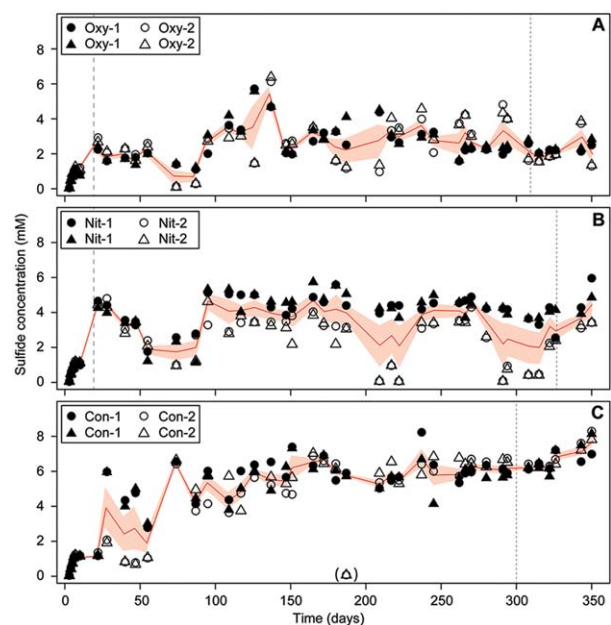 A
● Oxy-1 ○ Oxy-2
▲ Oxy-1 △ Oxy-2
8
6
4
2
0
B
● Nit-1 ○ Nit-2
▲ Nit-1 △ Nit-2
8
6
4
2
0
Sulfide concentration (mM)
C
● Con-1 ○ Con-2
▲ Con-1 △ Con-2
8
6
4
2
0
(△)
0 50 100 150 200 250 300 350
Time (days)